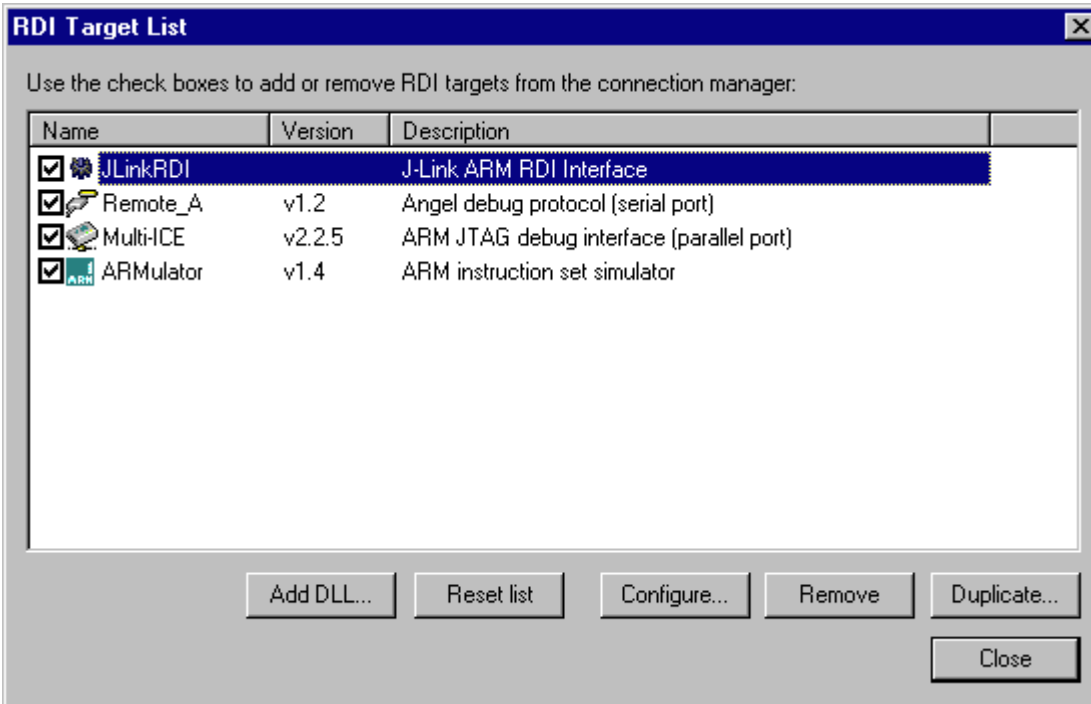 RDI Target List
Use the check boxes to add or remove RDI targets from the connection manager:
Name Version Description
JLinkRDI J-Link ARM RDI Interface
Remote_A v1.2 Angel debug protocol (serial port)
Multi-ICE v2.2.5 ARM JTAG debug interface (parallel port)
ARM ARMulator v1.4 ARM instruction set simulator
Add DLL... Reset list Configure... Remove Duplicate...
Close